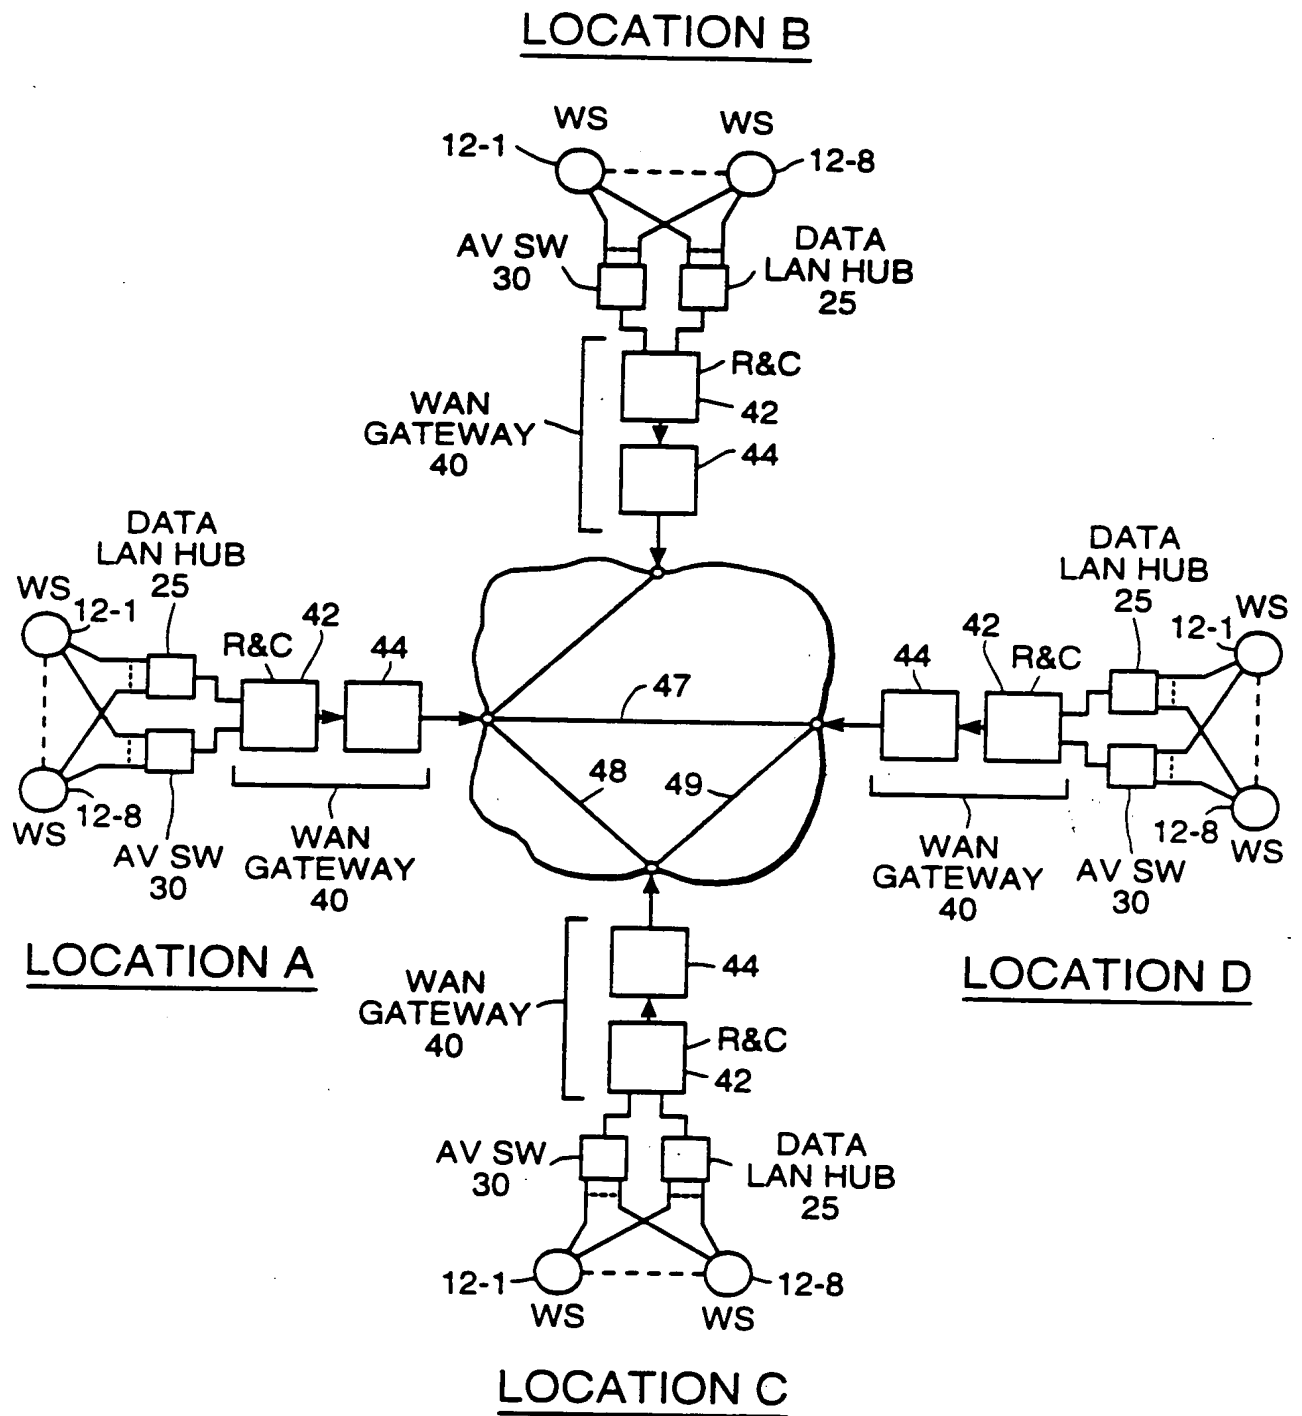 LOCATION B
WS
WS
12-1
12-8
AV SW
30
DATA
LAN HUB
25
R&C
42
WAN
GATEWAY
40
44
DATA
LAN HUB
25
WS
12-1
R&C
42
44
12-8
WS
AV SW
30
WAN
GATEWAY
40
LOCATION A
47
48
49
DATA
LAN HUB
25
WS
12-1
42
R&C
44
12-8
WS
AV SW
30
WAN
GATEWAY
40
LOCATION D
44
WAN
GATEWAY
40
R&C
42
AV SW
30
DATA
LAN HUB
25
12-1
12-8
WS
WS
LOCATION C